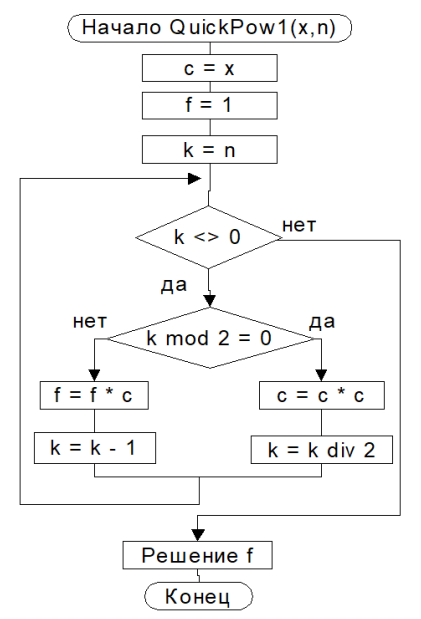 Начало QuickPow1(x,n)
c = x
f = 1
k = n
k <> 0
нет
да
k mod 2 = 0
нет
да
f = f * c
c = c * c
k = k - 1
k = k div 2
Решение f
Конец